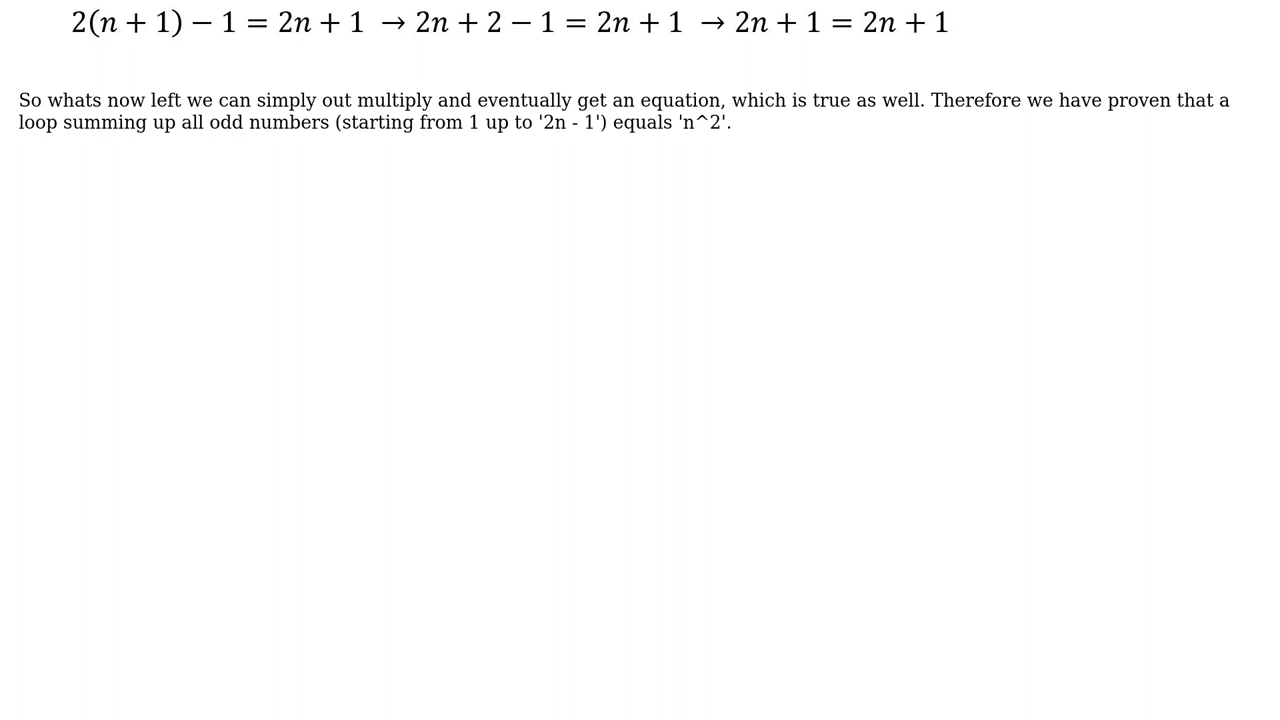 2(n + 1) − 1 = 2n + 1 → 2n + 2 − 1 = 2n + 1 → 2n + 1 = 2n + 1
So whats now left we can simply out multiply and eventually get an equation, which is true as well. Therefore we have proven that a
loop summing up all odd numbers (starting from 1 up to '2n - 1') equals 'n^2'.